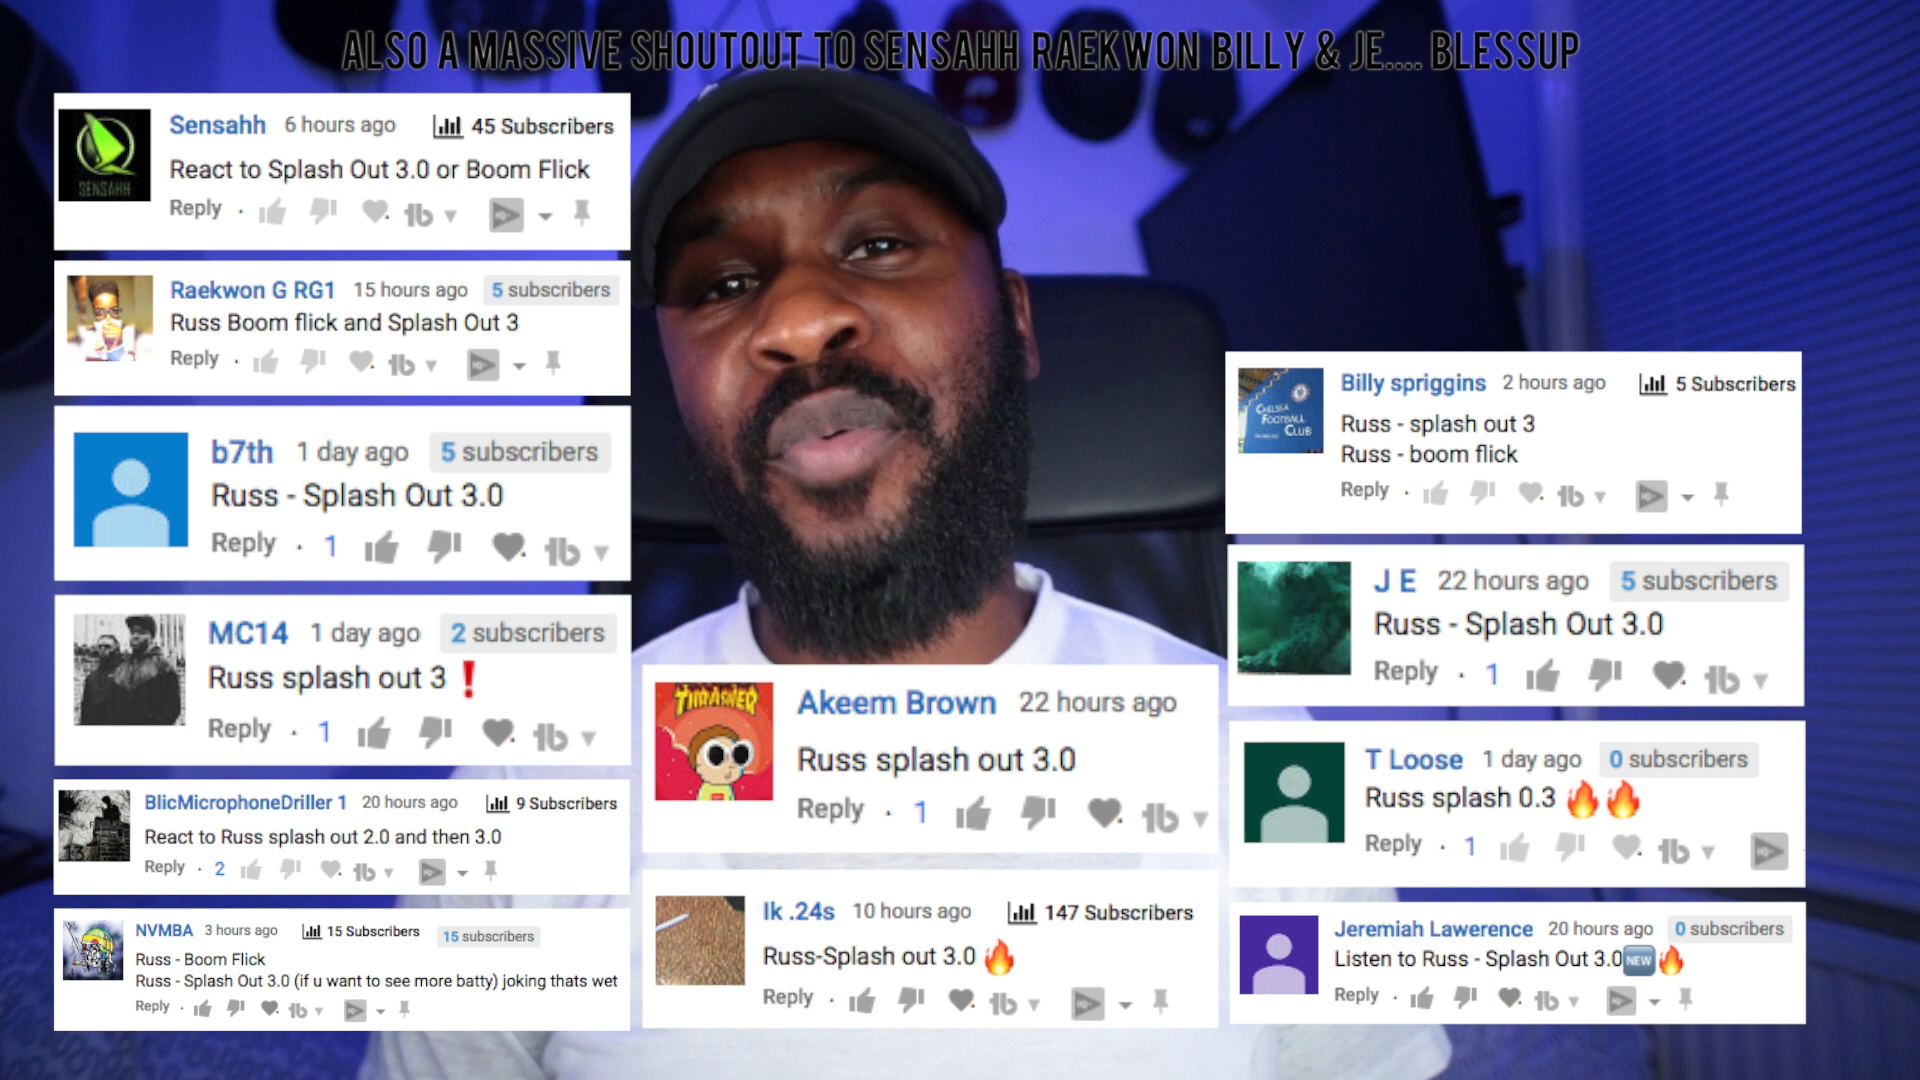 ALSO A MASSIVE SHOUTOUT TO SENSAHH RAEKWON BILLY & JE.... BLESSUP
SENSAHH
Sensahh 6 hours ago 45 Subscribers
React to Splash Out 3.0 or Boom Flick
Reply
Raekwon G RG1 15 hours ago 5 subscribers
Russ Boom flick and Splash Out 3
Reply
b7th 1 day ago 5 subscribers
Russ - Splash Out 3.0
Reply · 1
MC14 1 day ago 2 subscribers
Russ splash out 3 ❗
Reply · 1
BlicMicrophoneDriller 1 20 hours ago 9 Subscribers
React to Russ splash out 2.0 and then 3.0
Reply · 2
13
NVMBA 3 hours ago 15 Subscribers 15 subscribers
Russ - Boom Flick
Russ - Splash Out 3.0 (if u want to see more batty) joking thats wet
Reply
THRASHER
Akeem Brown 22 hours ago
Russ splash out 3.0
Reply · 1
Ik .24s 10 hours ago 147 Subscribers
Russ-Splash out 3.0 🔥
Reply
Billy spriggins 2 hours ago 5 Subscribers
CHELSEA
FOOTBALL
CLUB
Russ - splash out 3
Russ - boom flick
Reply
J E 22 hours ago 5 subscribers
Russ - Splash Out 3.0
Reply · 1
T Loose 1 day ago 0 subscribers
Russ splash 0.3 🔥🔥
Reply · 1
Jeremiah Lawerence 20 hours ago 0 subscribers
Listen to Russ - Splash Out 3.0🆕🔥
Reply